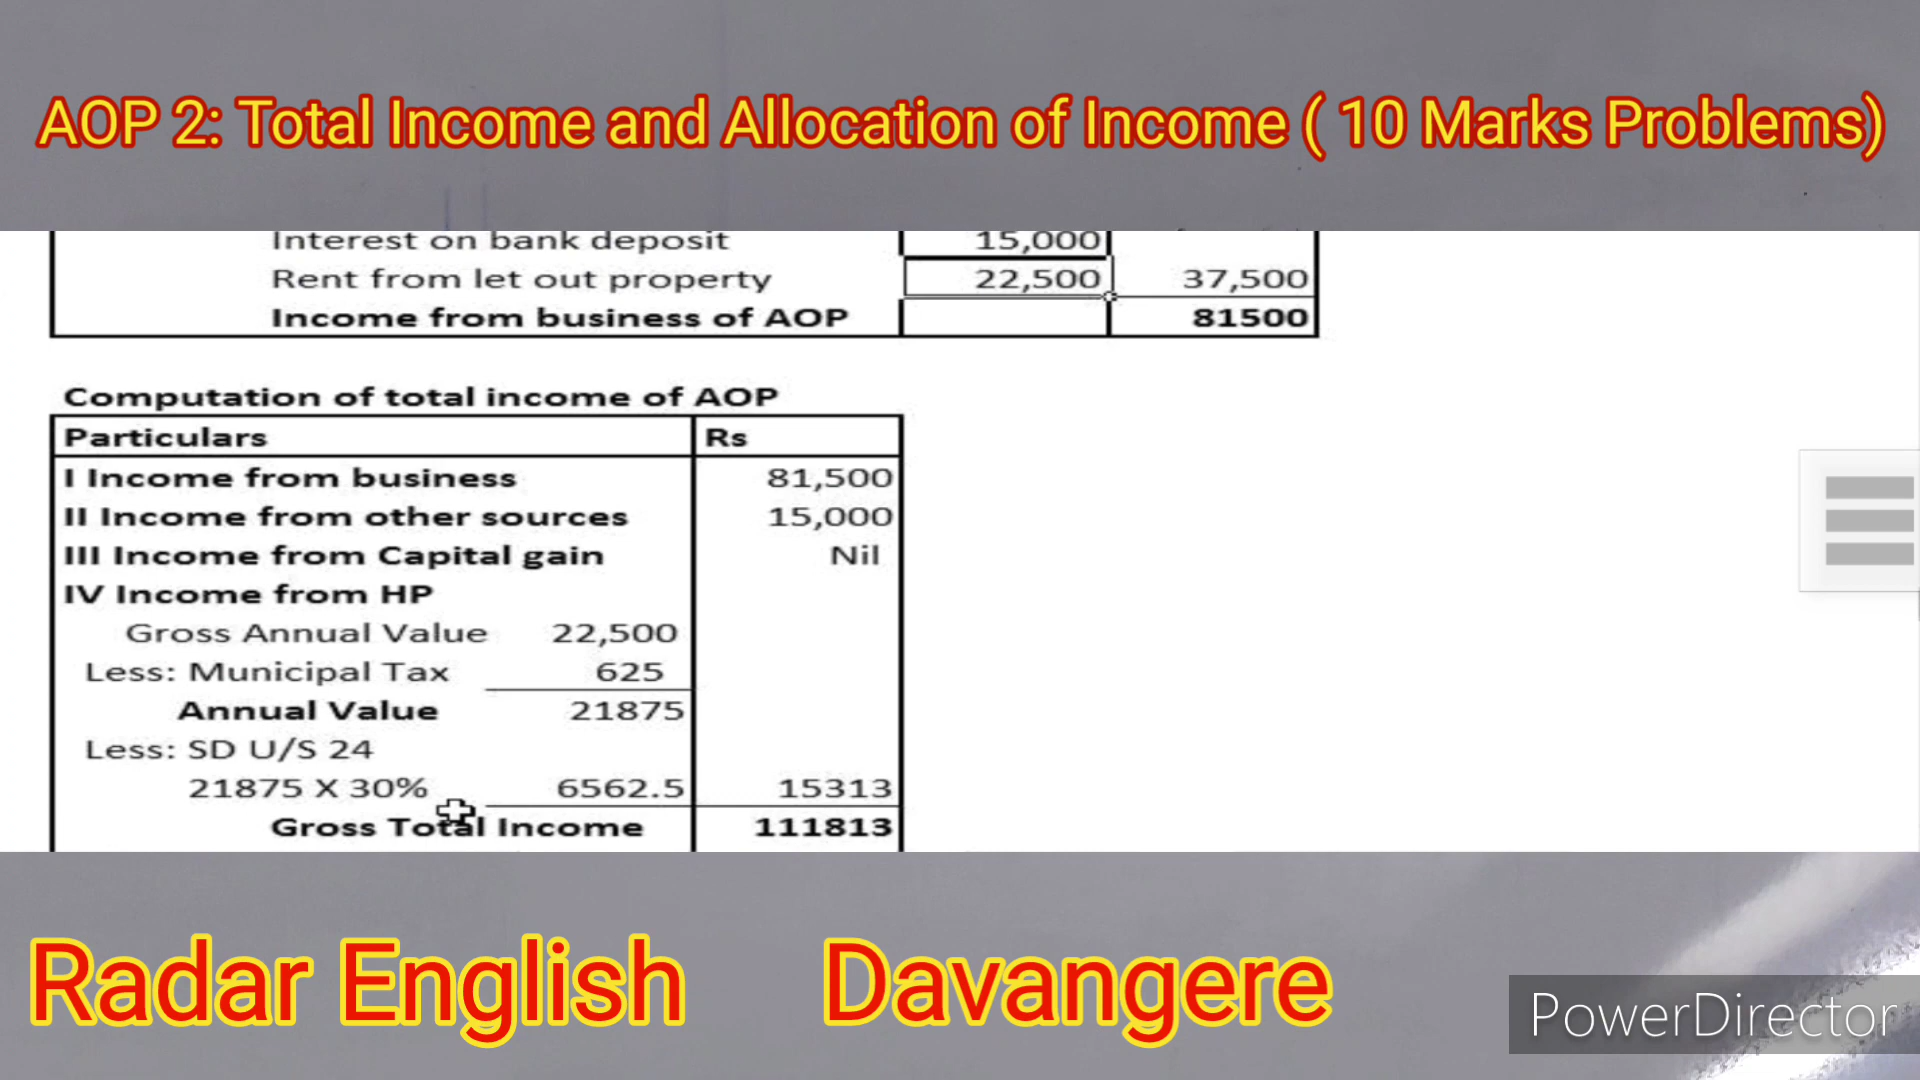 AOP 2: Total Income and Allocation of Income ( 10 Marks Problems)
Interest on bank deposit 15,000
Rent from let out property 22,500 37,500
Income from business of AOP 81500
Computation of total income of AOP
Particulars Rs
I Income from business 81,500
II Income from other sources 15,000
III Income from Capital gain Nil
IV Income from HP
Gross Annual Value 22,500
Less: Municipal Tax 625
Annual Value 21875
Less: SD U/S 24
21875 X 30% 6562.5 15313
Gross Total Income 111813
Radar English Davangere
PowerDirector